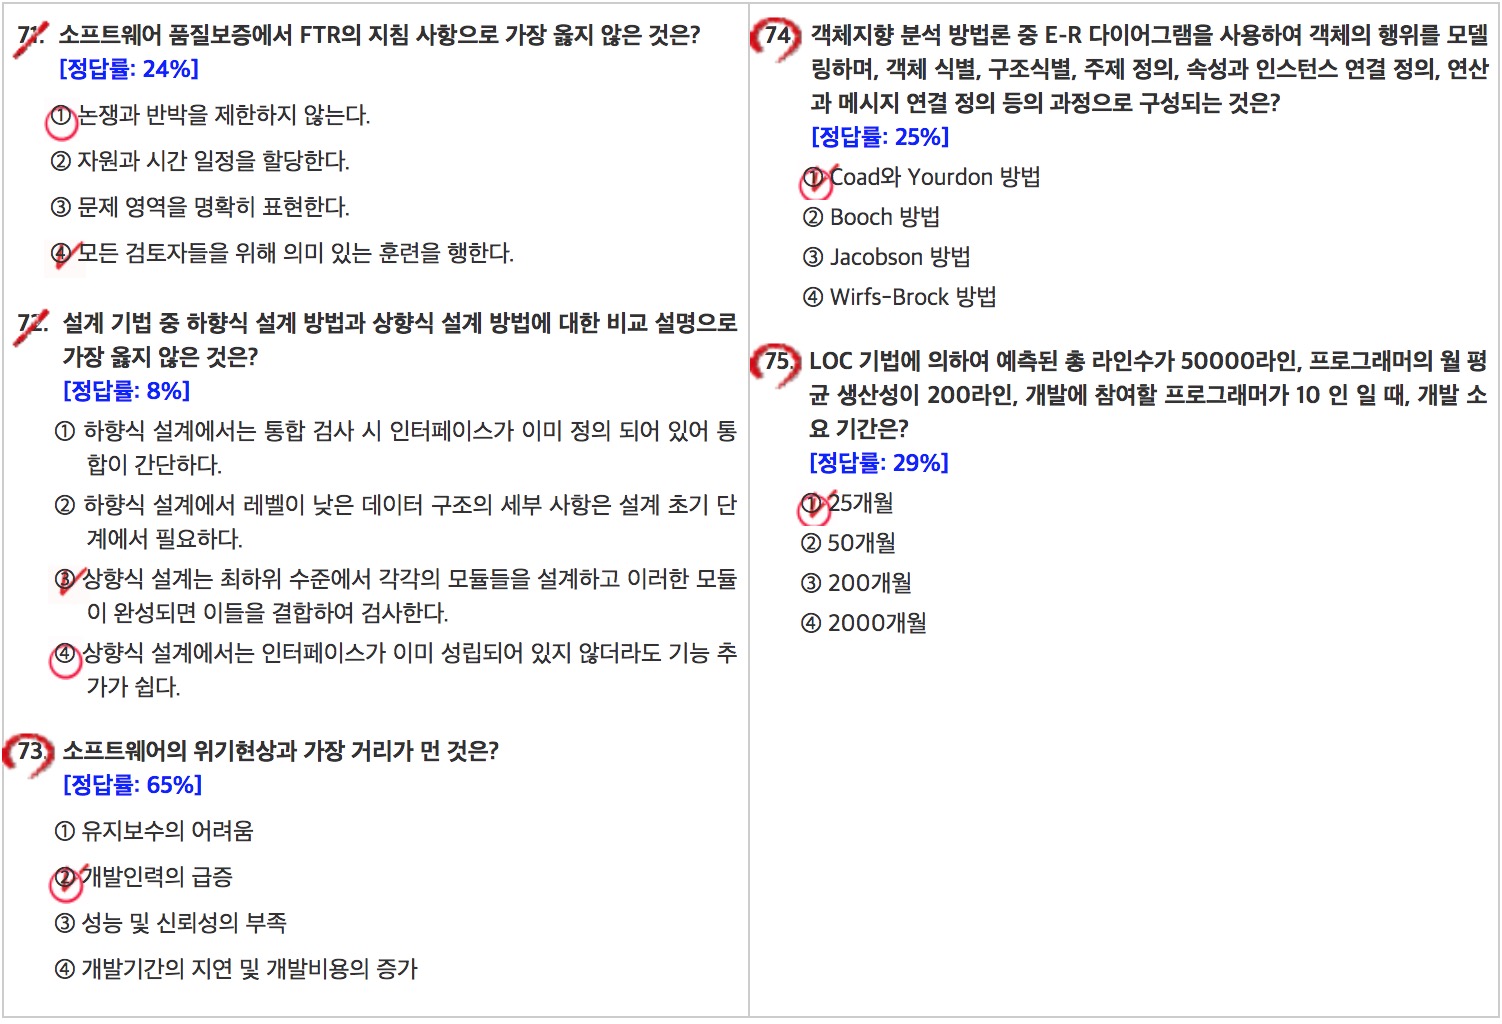 71. 소프트웨어 품질보증에서 FTR의 지침 사항으로 가장 옳지 않은 것은?
[정답률: 24%]
① 논쟁과 반박을 제한하지 않는다.
② 자원과 시간 일정을 할당한다.
③ 문제 영역을 명확히 표현한다.
④ 모든 검토자들을 위해 의미 있는 훈련을 행한다.
72. 설계 기법 중 하향식 설계 방법과 상향식 설계 방법에 대한 비교 설명으로
가장 옳지 않은 것은?
[정답률: 8%]
① 하향식 설계에서는 통합 검사 시 인터페이스가 이미 정의 되어 있어 통
합이 간단하다.
② 하향식 설계에서 레벨이 낮은 데이터 구조의 세부 사항은 설계 초기 단
계에서 필요하다.
③ 상향식 설계는 최하위 수준에서 각각의 모듈들을 설계하고 이러한 모듈
이 완성되면 이들을 결합하여 검사한다.
④ 상향식 설계에서는 인터페이스가 이미 성립되어 있지 않더라도 기능 추
가가 쉽다.
73. 소프트웨어의 위기현상과 가장 거리가 먼 것은?
[정답률: 65%]
① 유지보수의 어려움
② 개발인력의 급증
③ 성능 및 신뢰성의 부족
④ 개발기간의 지연 및 개발비용의 증가
74. 객체지향 분석 방법론 중 E-R 다이어그램을 사용하여 객체의 행위를 모델
링하며, 객체 식별, 구조식별, 주제 정의, 속성과 인스턴스 연결 정의, 연산
과 메시지 연결 정의 등의 과정으로 구성되는 것은?
[정답률: 25%]
① Coad와 Yourdon 방법
② Booch 방법
③ Jacobson 방법
④ Wirfs-Brock 방법
75. LOC 기법에 의하여 예측된 총 라인수가 50000라인, 프로그래머의 월 평
균 생산성이 200라인, 개발에 참여할 프로그래머가 10 인 일 때, 개발 소
요 기간은?
[정답률: 29%]
① 25개월
② 50개월
③ 200개월
④ 2000개월